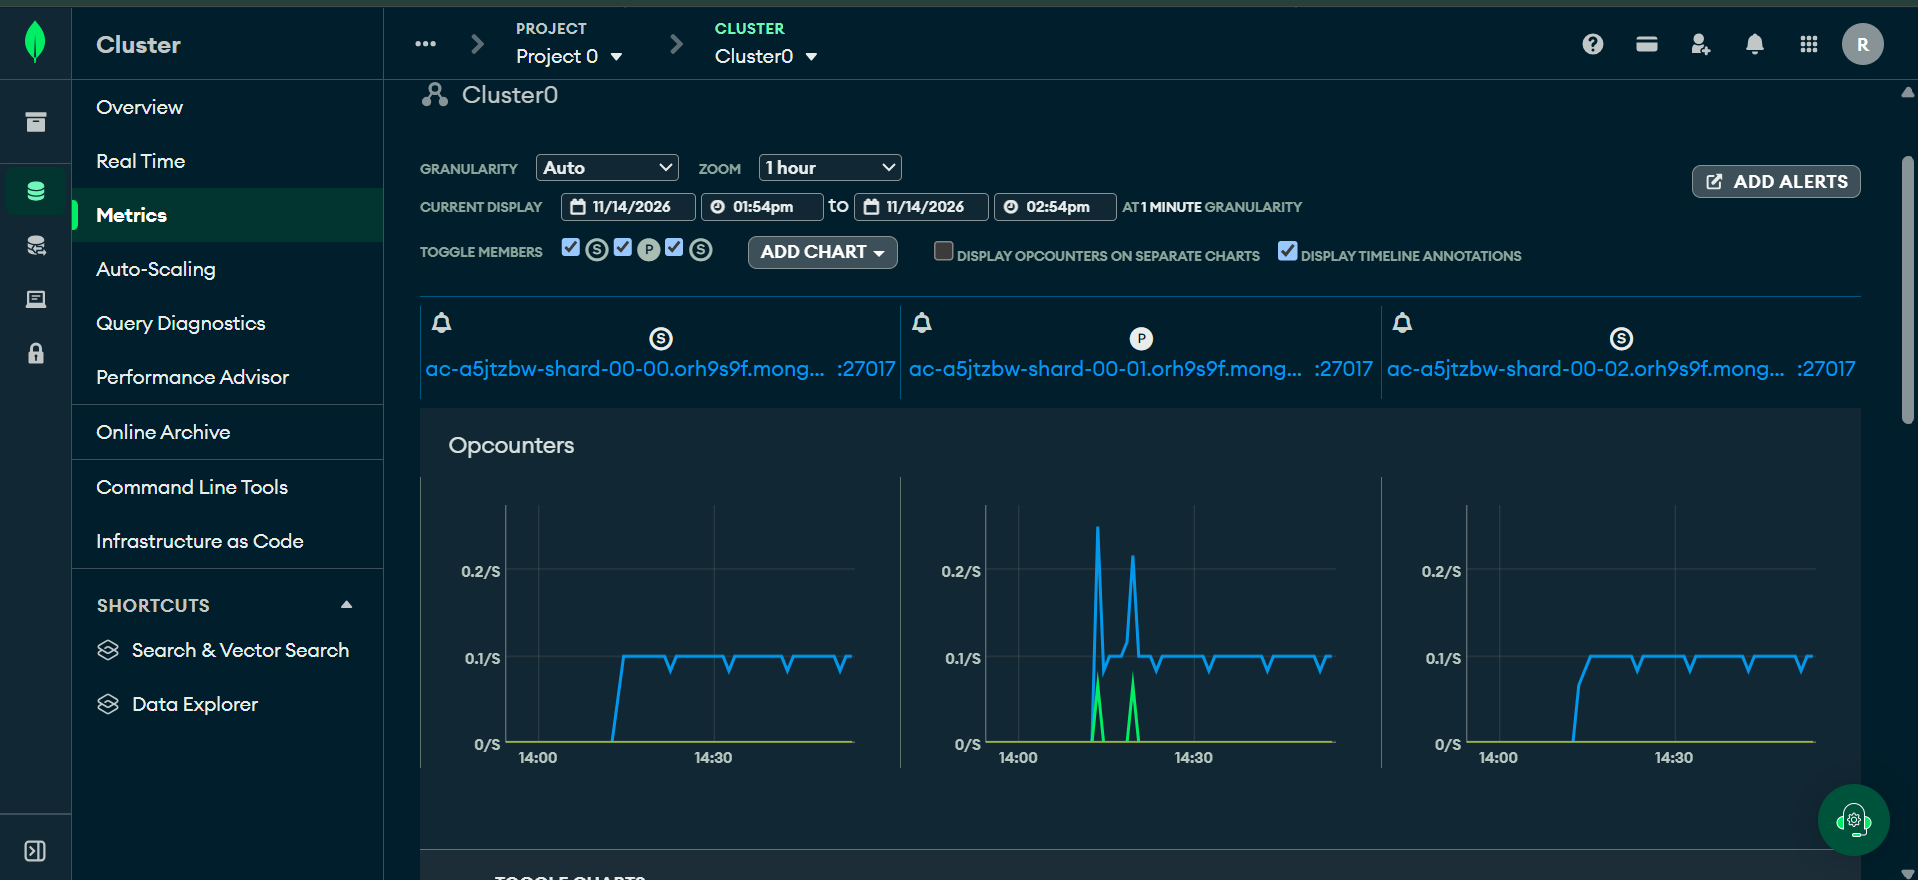 Cluster
PROJECT
Project 0
CLUSTER
Cluster0
R
Overview
Real Time
Metrics
Auto-Scaling
Query Diagnostics
Performance Advisor
Online Archive
Command Line Tools
Infrastructure as Code
SHORTCUTS
Search & Vector Search
Data Explorer
Cluster0
GRANULARITY Auto ZOOM 1 hour
ADD ALERTS
CURRENT DISPLAY 11/14/2026 01:54pm to 11/14/2026 02:54pm AT 1 MINUTE GRANULARITY
TOGGLE MEMBERS S P S ADD CHART DISPLAY OPCOUNTERS ON SEPARATE CHARTS DISPLAY TIMELINE ANNOTATIONS
S
ac-a5jtzbw-shard-00-00.orh9s9f.mong... :27017
P
ac-a5jtzbw-shard-00-01.orh9s9f.mong... :27017
S
ac-a5jtzbw-shard-00-02.orh9s9f.mong... :27017
Opcounters
0.2/S
0.1/S
0/S
14:00 14:30
0.2/S
0.1/S
0/S
14:00 14:30
0.2/S
0.1/S
0/S
14:00 14:30
TOGGLE CHARTS